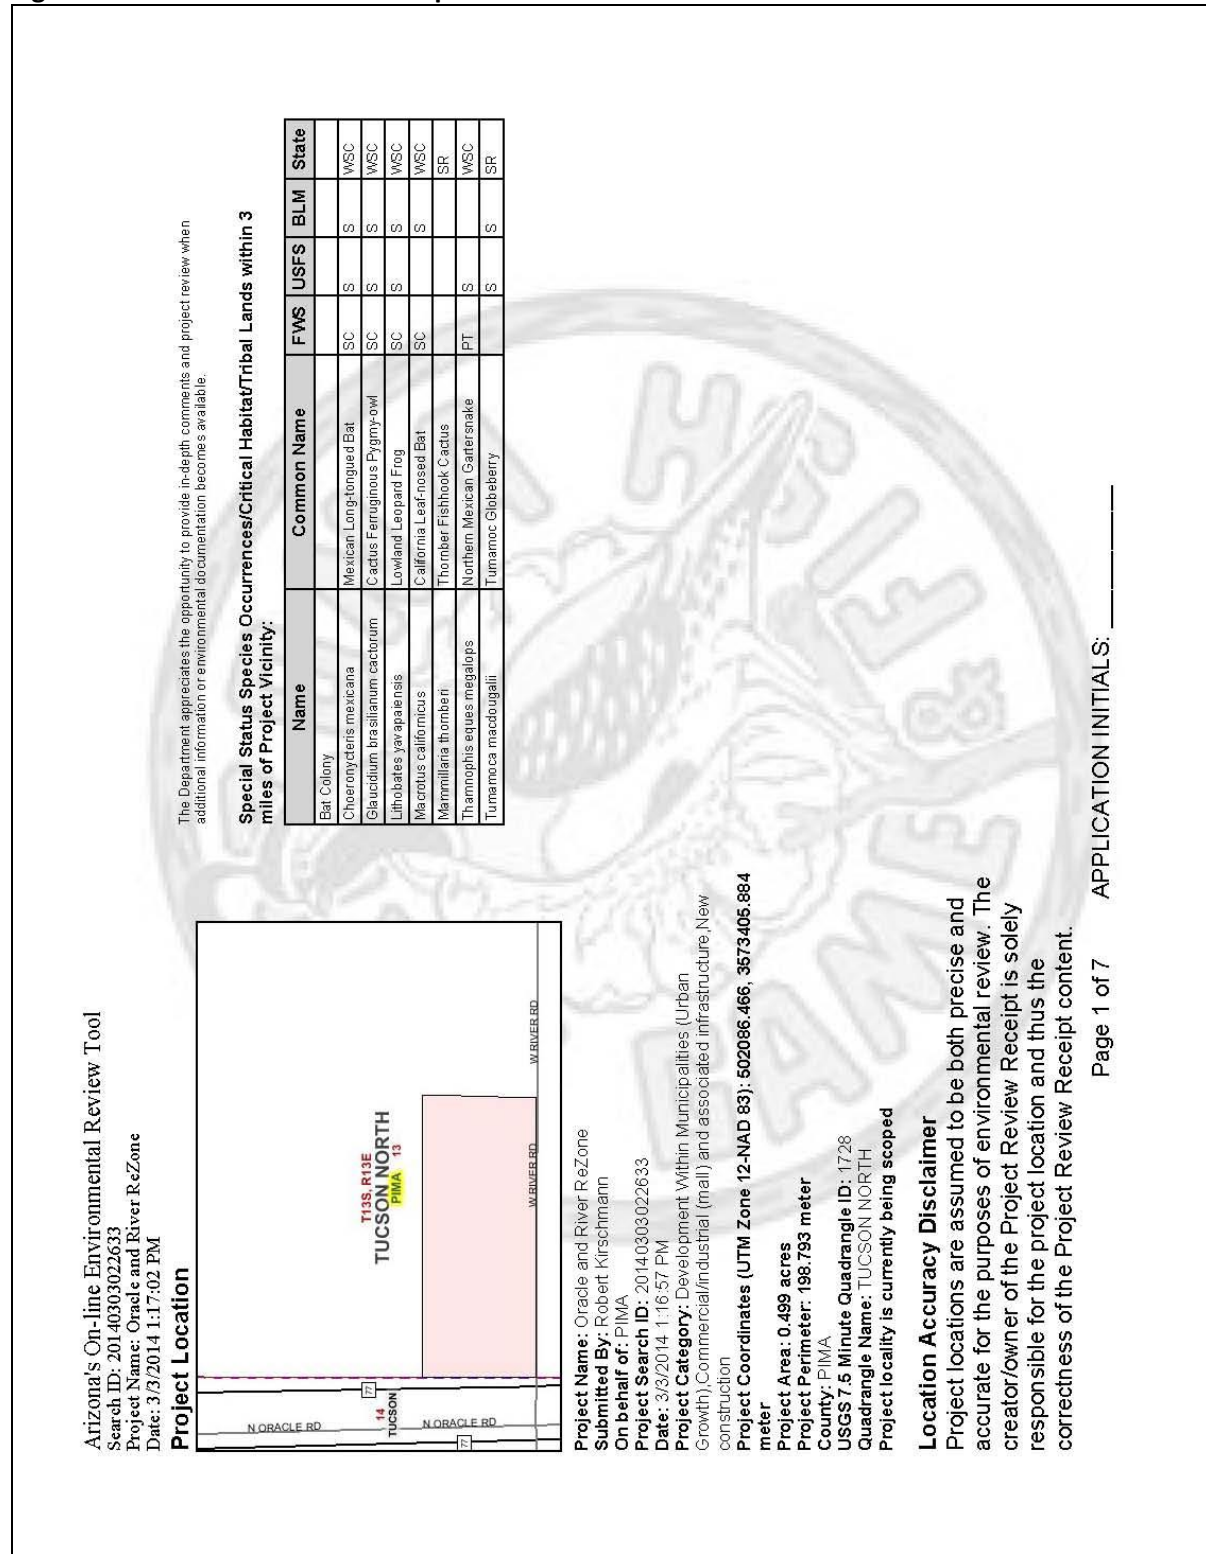 Arizona's On-line Environmental Review Tool
Search ID: 20140303022633
Project Name: Oracle and River ReZone
Date: 3/3/2014 1:17:02 PM
Project Location
T13S, R13E
TUCSON NORTH
PIMA 13
14
TUCSON
77
77
N ORACLE RD
N ORACLE RD
W RIVER RD
W RIVER RD
Project Name: Oracle and River ReZone
Submitted By: Robert Kirschmann
On behalf of: PIMA
Project Search ID: 20140303022633
Date: 3/3/2014 1:16:57 PM
Project Category: Development Within Municipalities (Urban
Growth),Commercial/industrial (mall) and associated infrastructure,New
construction
Project Coordinates (UTM Zone 12-NAD 83): 502086.466, 3573405.884
meter
Project Area: 0.499 acres
Project Perimeter: 198.793 meter
County: PIMA
USGS 7.5 Minute Quadrangle ID: 1728
Quadrangle Name: TUCSON NORTH
Project locality is currently being scoped
Location Accuracy Disclaimer
Project locations are assumed to be both precise and
accurate for the purposes of environmental review. The
creator/owner of the Project Review Receipt is solely
responsible for the project location and thus the
correctness of the Project Review Receipt content.
The Department appreciates the opportunity to provide in-depth comments and project review when
additional information or environmental documentation becomes available.
Special Status Species Occurrences/Critical Habitat/Tribal Lands within 3
miles of Project Vicinity:
Name Common Name FWS USFS BLM State
Bat Colony
Choeronycteris mexicana Mexican Long-tongued Bat SC S S WSC
Glaucidium brasilianum cactorum Cactus Ferruginous Pygmy-owl SC S S WSC
Lithobates yavapaiensis Lowland Leopard Frog SC S S WSC
Macrotus californicus California Leaf-nosed Bat SC S WSC
Mammillaria thornberi Thornber Fishhook Cactus SR
Thamnophis eques megalops Northern Mexican Gartersnake PT S WSC
Tumamoca macdougalii Tumamoc Globeberry S S SR
Page 1 of 7 APPLICATION INITIALS: ___________
GAME & FISH